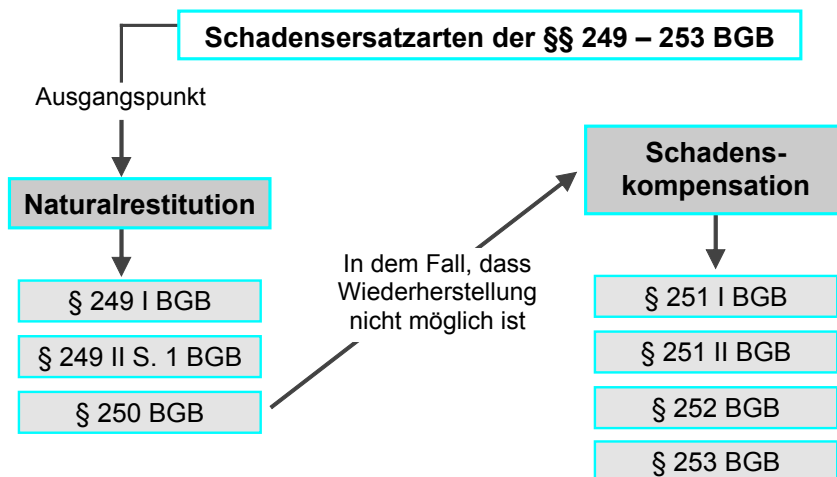 Schadensersatzarten der §§ 249 – 253 BGB
Ausgangspunkt
Naturalrestitution
§ 249 I BGB
§ 249 II S. 1 BGB
§ 250 BGB
In dem Fall, dass
Wiederherstellung
nicht möglich ist
Schadens-
kompensation
§ 251 I BGB
§ 251 II BGB
§ 252 BGB
§ 253 BGB